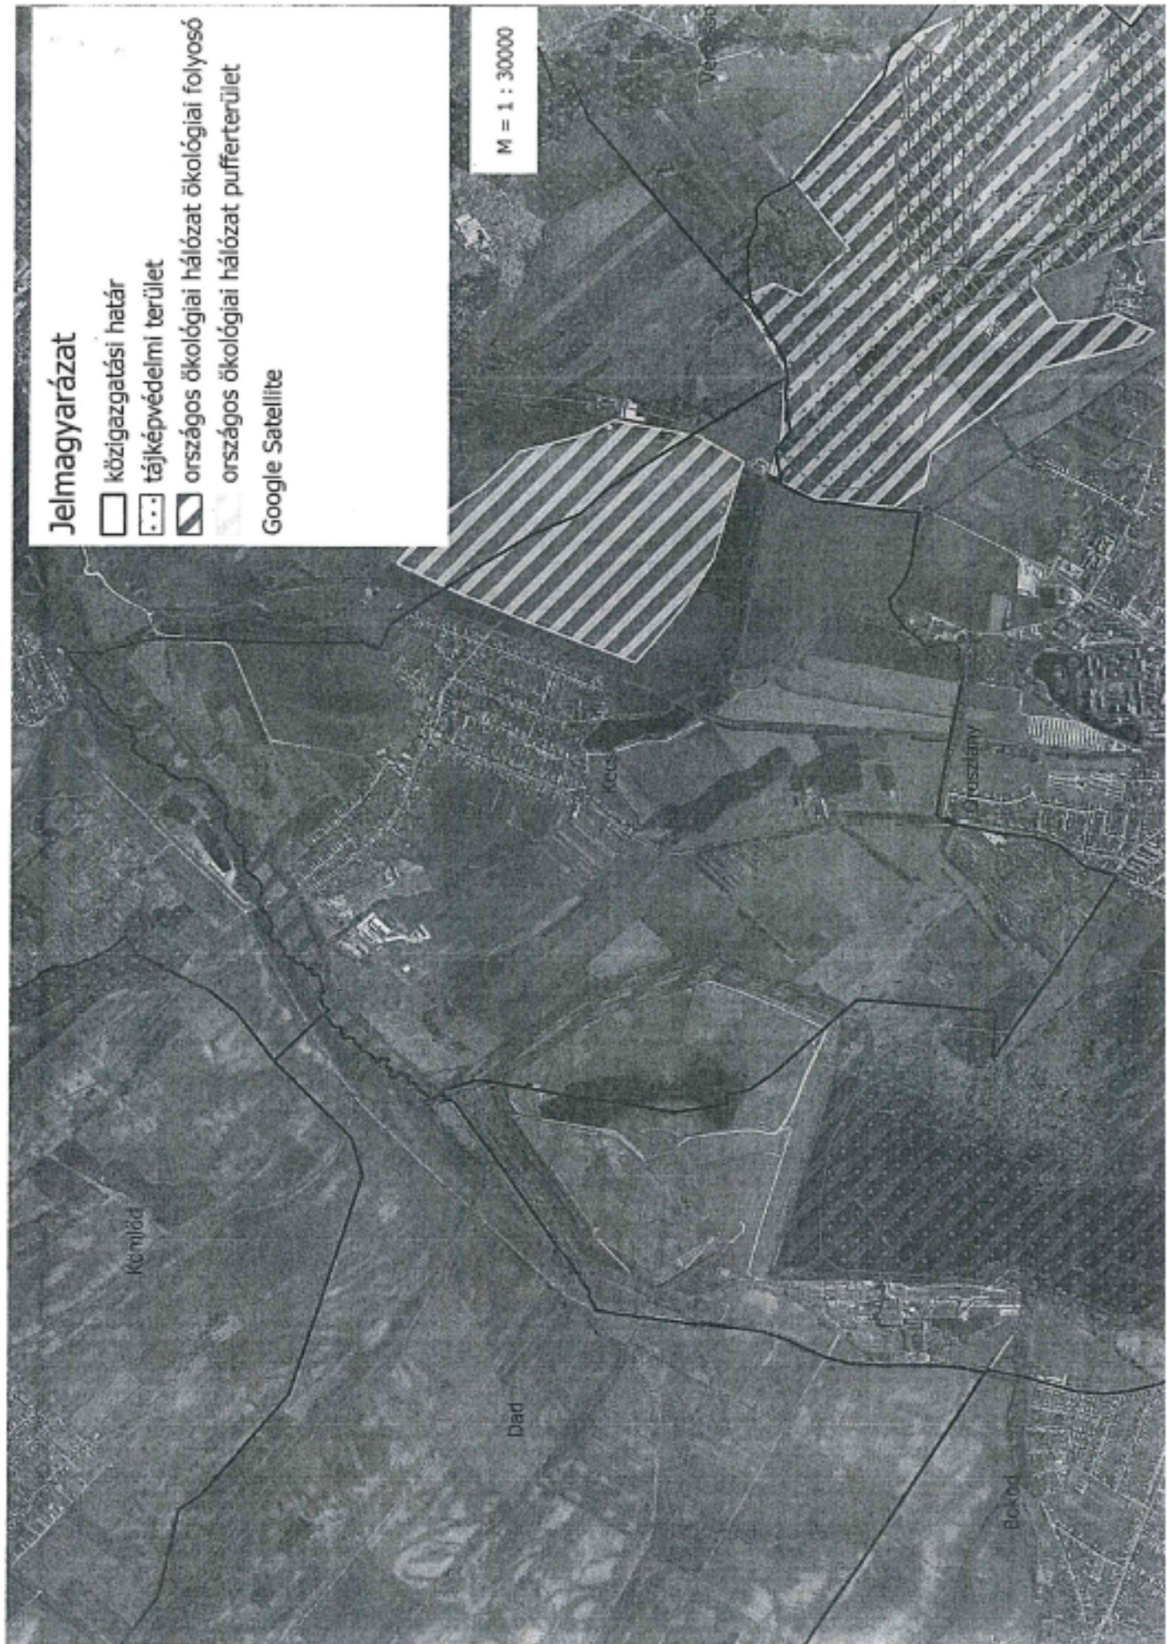 Jelmagyarázat
közigazgatási határ
tájképvédelmi terület
országos ökológiai hálózat ökológiai folyosó
országos ökológiai hálózat pufferterület
Google Satellite
M = 1 : 30000
Kömlőd
Dad
Bokod